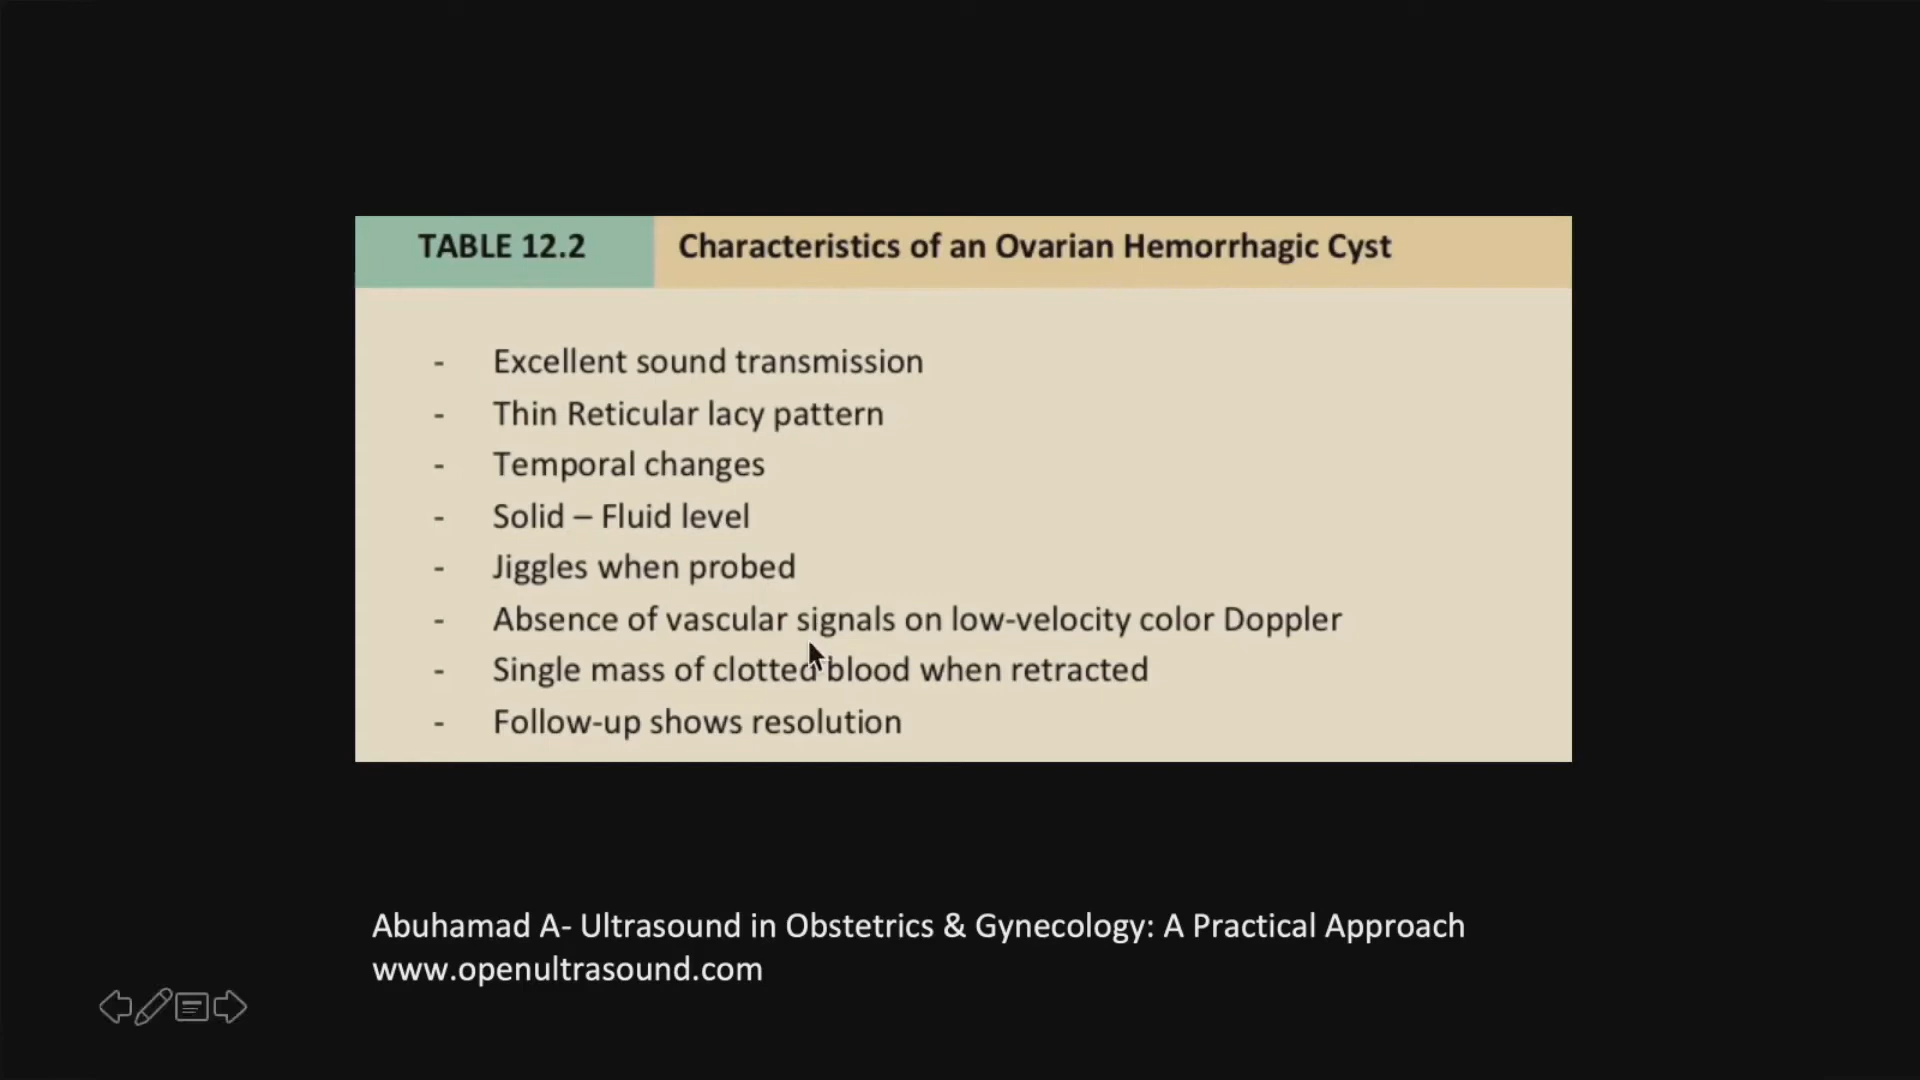 TABLE 12.2 Characteristics of an Ovarian Hemorrhagic Cyst
- Excellent sound transmission
- Thin Reticular lacy pattern
- Temporal changes
- Solid – Fluid level
- Jiggles when probed
- Absence of vascular signals on low-velocity color Doppler
- Single mass of clotted blood when retracted
- Follow-up shows resolution
Abuhamad A- Ultrasound in Obstetrics & Gynecology: A Practical Approach
www.openultrasound.com